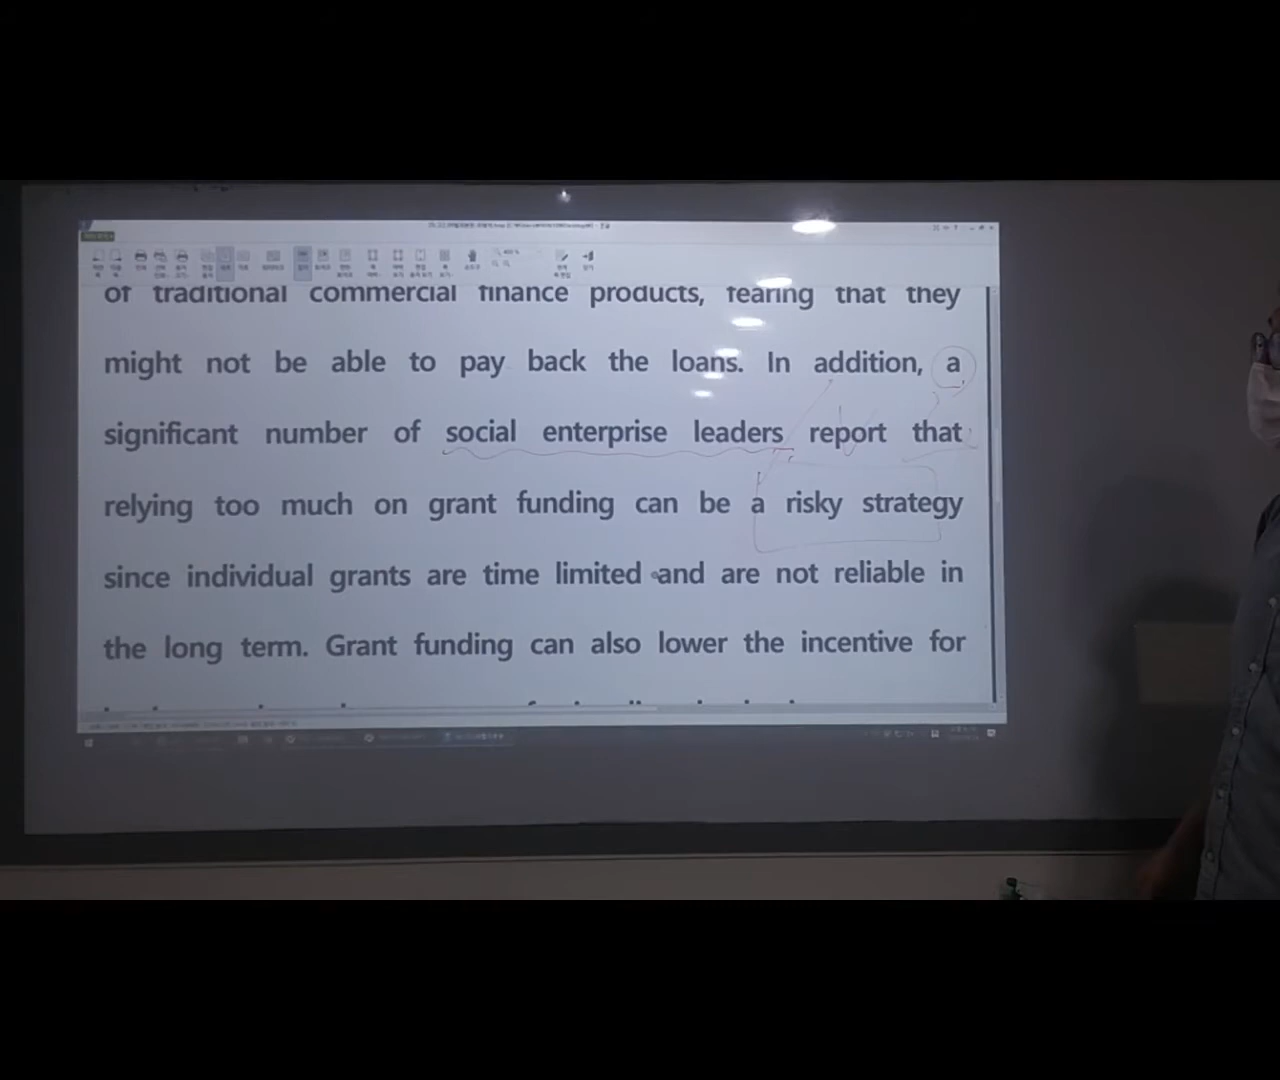 of traditional commercial finance products, fearing that they
might not be able to pay back the loans. In addition, a
significant number of social enterprise leaders report that
relying too much on grant funding can be a risky strategy
since individual grants are time limited and are not reliable in
the long term. Grant funding can also lower the incentive for